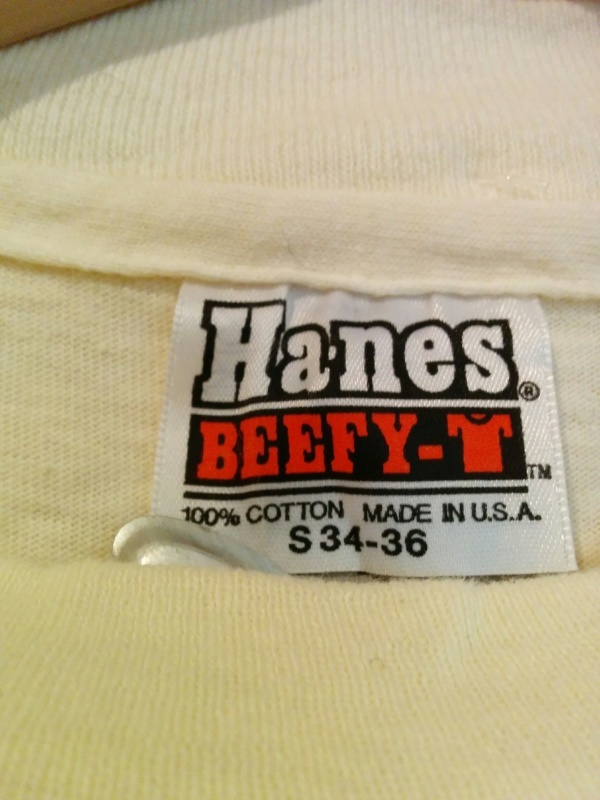 Hanes®
BEEFY-T™
100% COTTON MADE IN U.S.A.
S 34-36